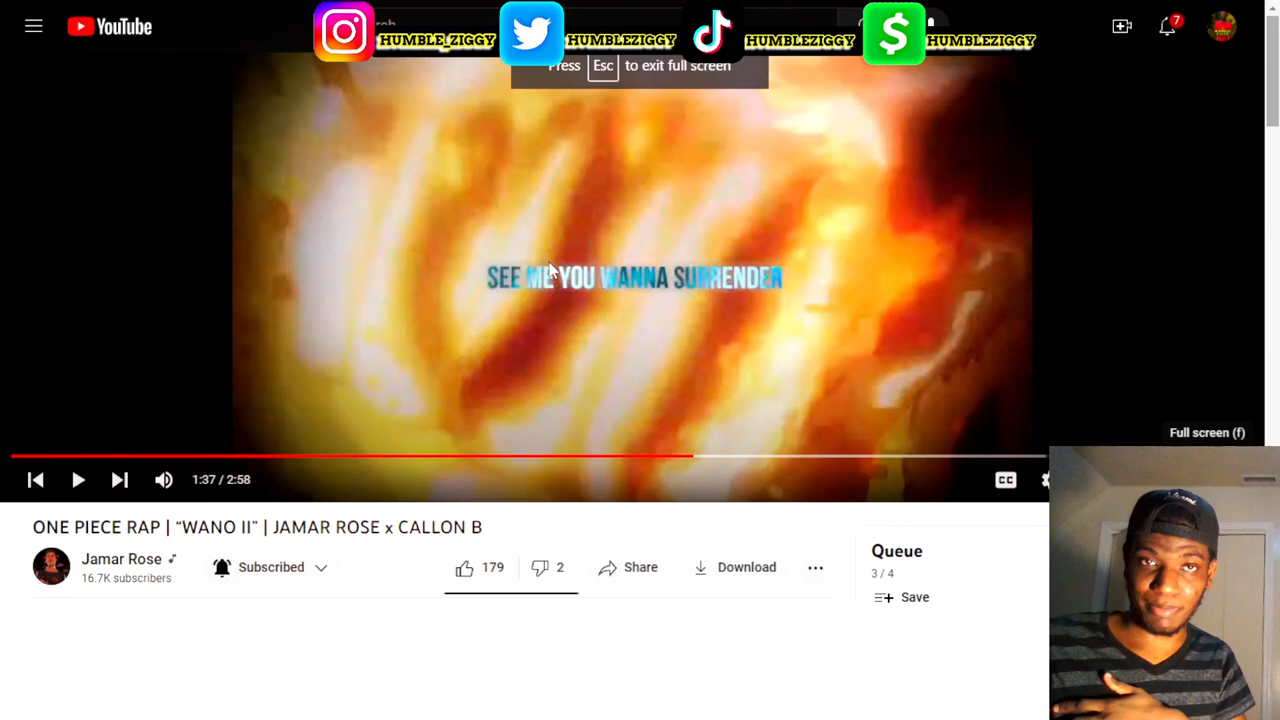 YouTube
HUMBLE_ZIGGY
HUMBLEZIGGY
HUMBLEZIGGY
$
HUMBLEZIGGY
7
Press Esc to exit full screen
SEE ME YOU WANNA SURRENDER
Full screen (f)
1:37 / 2:58
CC
ONE PIECE RAP | “WANO II” | JAMAR ROSE x CALLON B
Jamar Rose
16.7K subscribers
Subscribed
179
2
Share
Download
Queue
3 / 4
Save